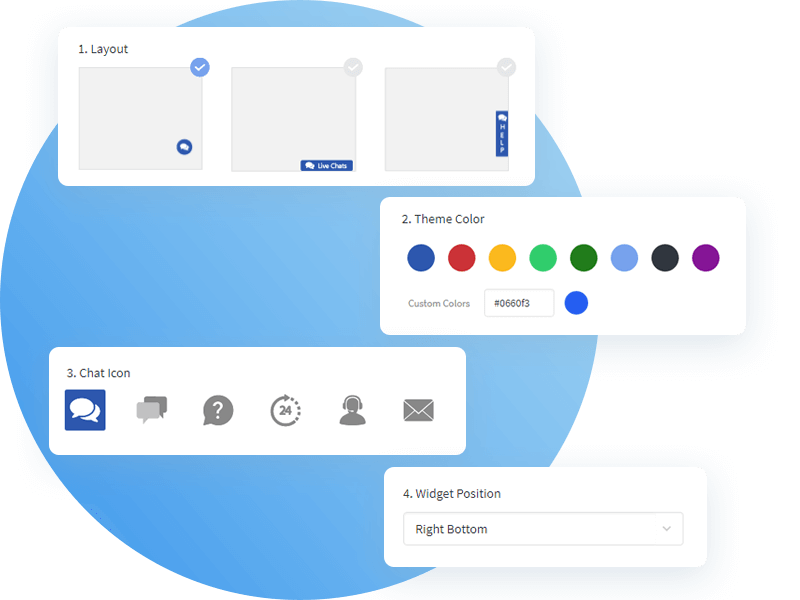 1. Layout
Live Chats
HELP
2. Theme Color
Custom Colors
#0660f3
3. Chat Icon
?
24
4. Widget Position
Right Bottom